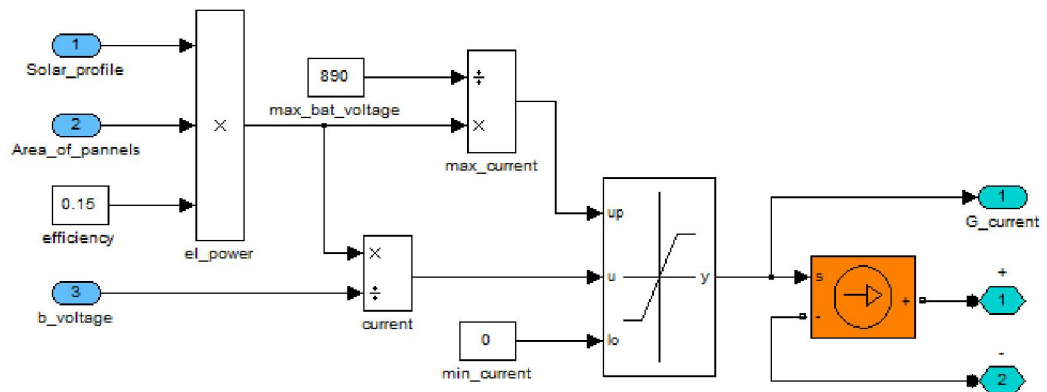 1
Solar_profile
2
Area_of_pannels
0.15
efficiency
3
b_voltage
×
el_power
890
max_bat_voltage
÷
×
max_current
×
÷
current
0
min_current
up
u
lo
y
1
G_current
s
-
+
+
1
-
2